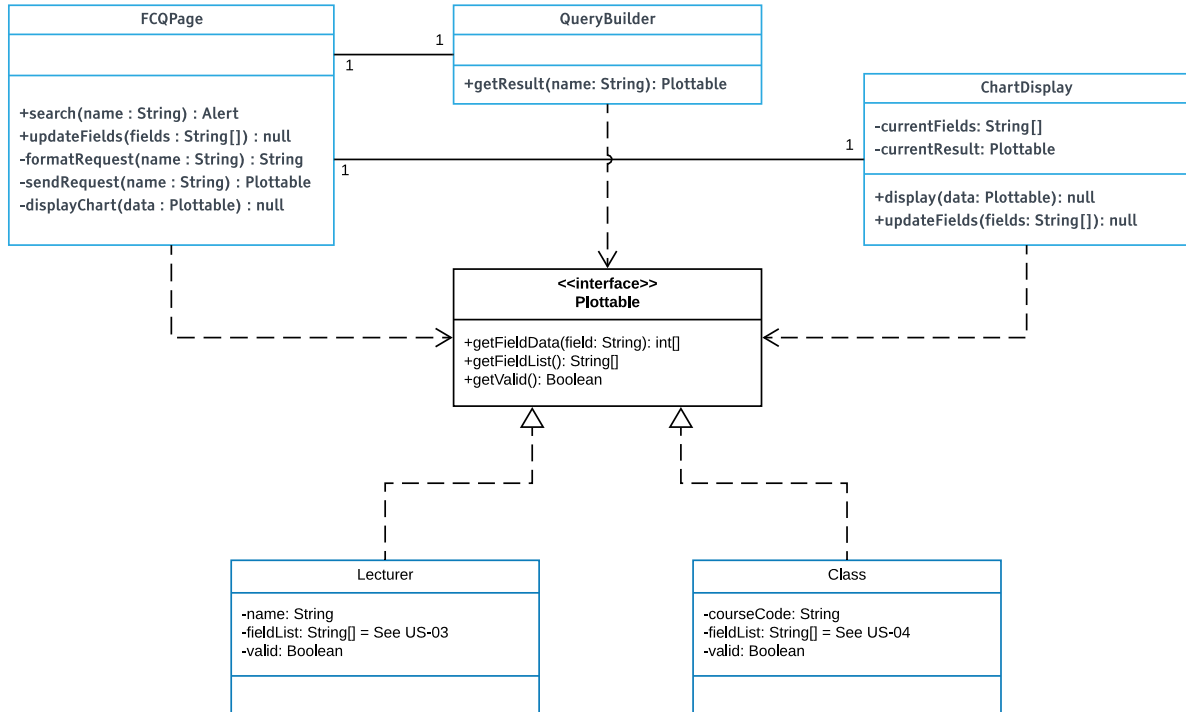 FCQPage
+search(name : String) : Alert
+updateFields(fields : String[]) : null
-formatRequest(name : String) : String
-sendRequest(name : String) : Plottable
-displayChart(data : Plottable) : null
1
1
QueryBuilder
+getResult(name: String): Plottable
1
1
ChartDisplay
-currentFields: String[]
-currentResult: Plottable
+display(data: Plottable): null
+updateFields(fields: String[]): null
<<interface>>
Plottable
+getFieldData(field: String): int[]
+getFieldList(): String[]
+getValid(): Boolean
Lecturer
-name: String
-fieldList: String[] = See US-03
-valid: Boolean
Class
-courseCode: String
-fieldList: String[] = See US-04
-valid: Boolean